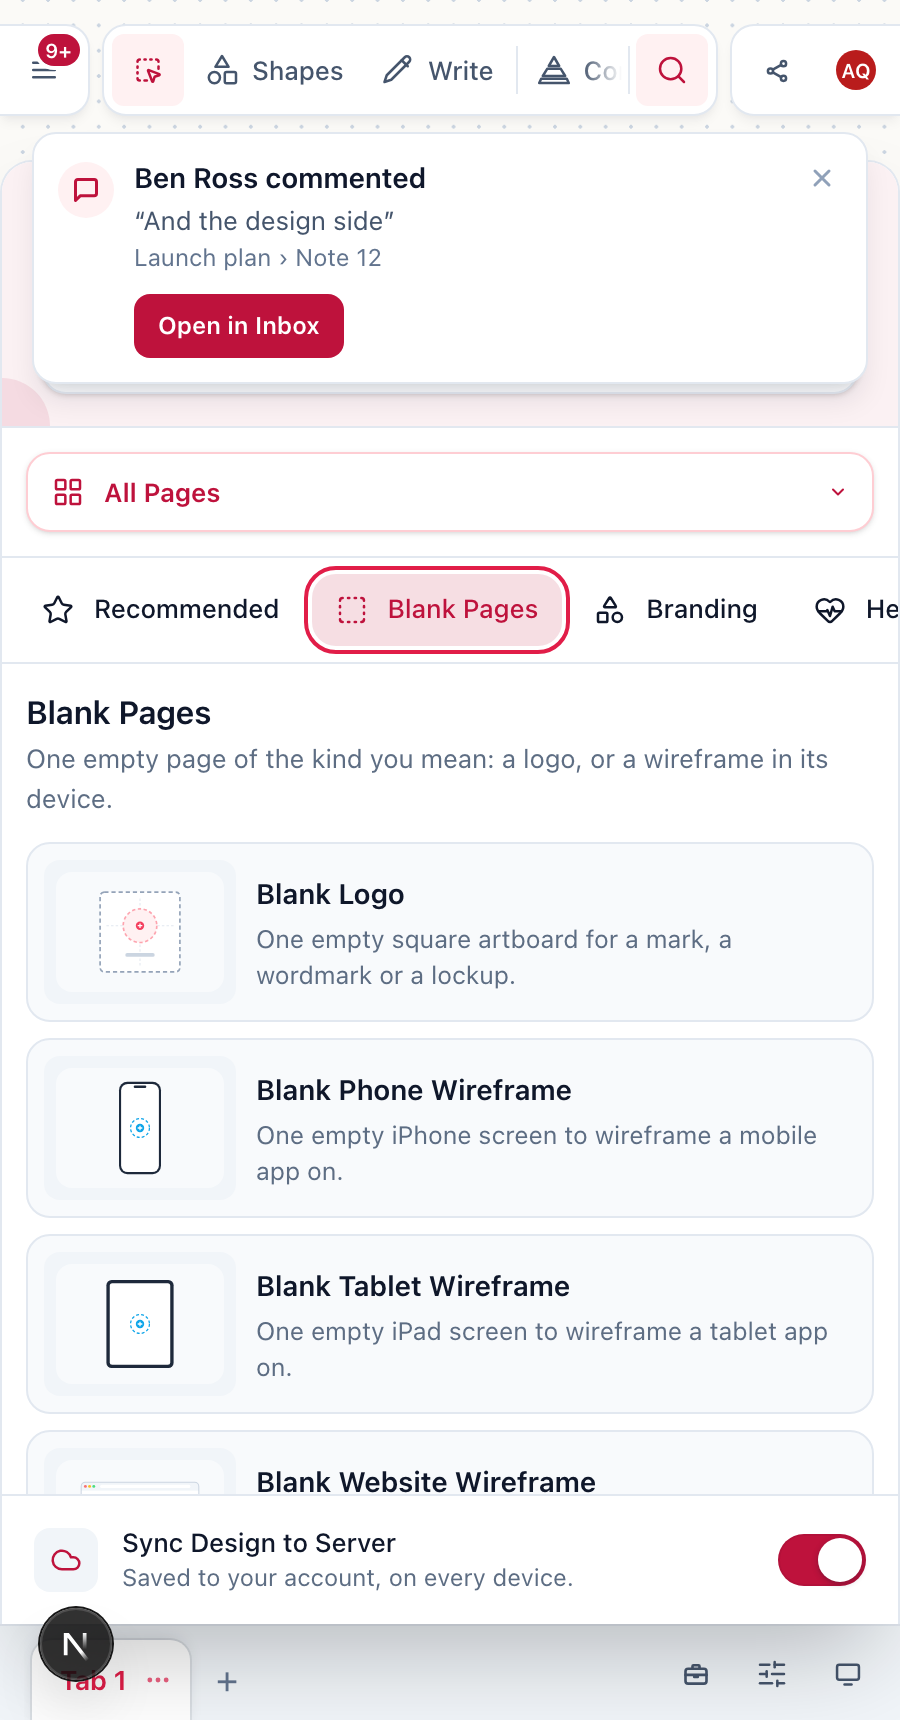 9+
Shapes
Write
Co
AQ
Ben Ross commented
“And the design side”
Launch plan › Note 12
Open in Inbox
All Pages
Recommended
Blank Pages
Branding
He
Blank Pages
One empty page of the kind you mean: a logo, or a wireframe in its
device.
Blank Logo
One empty square artboard for a mark, a
wordmark or a lockup.
Blank Phone Wireframe
One empty iPhone screen to wireframe a mobile
app on.
Blank Tablet Wireframe
One empty iPad screen to wireframe a tablet app
on.
Blank Website Wireframe
Sync Design to Server
Saved to your account, on every device.
N
Tab 1